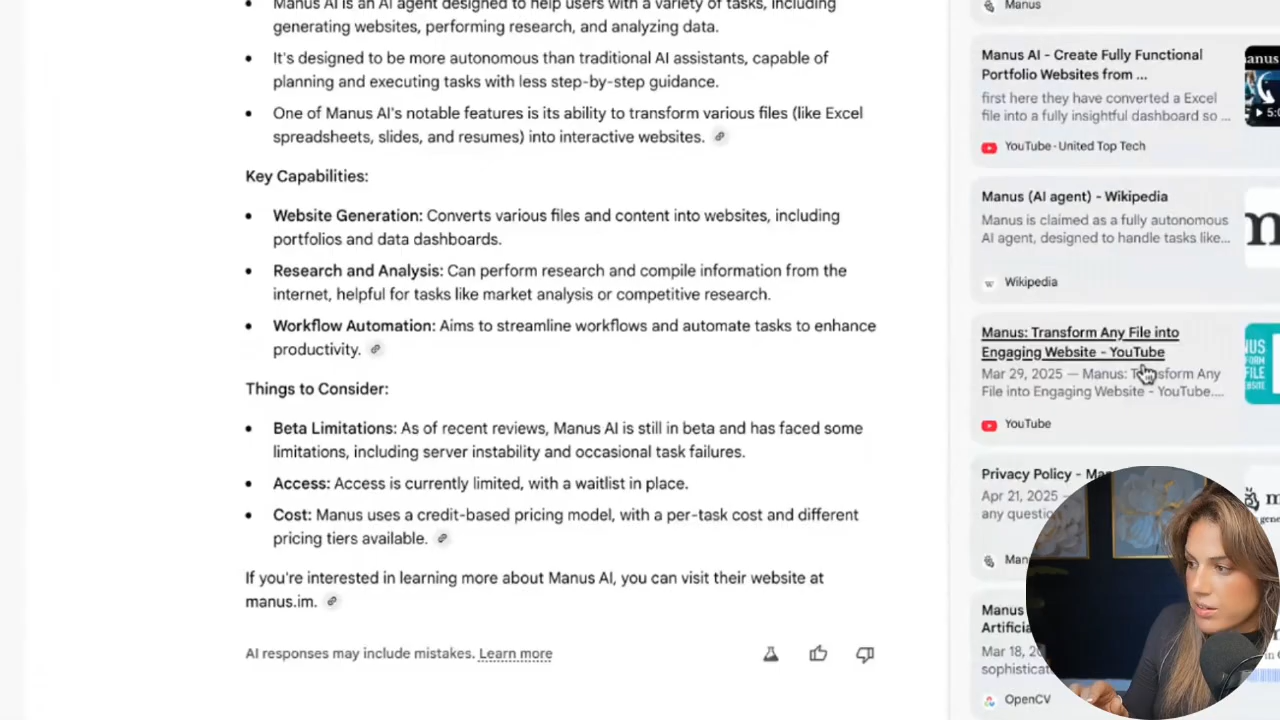 Manus AI is an AI agent designed to help users with a variety of tasks, including
generating websites, performing research, and analyzing data.
It's designed to be more autonomous than traditional AI assistants, capable of
planning and executing tasks with less step-by-step guidance.
One of Manus AI's notable features is its ability to transform various files (like Excel
spreadsheets, slides, and resumes) into interactive websites.
Key Capabilities:
Website Generation: Converts various files and content into websites, including
portfolios and data dashboards.
Research and Analysis: Can perform research and compile information from the
internet, helpful for tasks like market analysis or competitive research.
Workflow Automation: Aims to streamline workflows and automate tasks to enhance
productivity.
Things to Consider:
Beta Limitations: As of recent reviews, Manus AI is still in beta and has faced some
limitations, including server instability and occasional task failures.
Access: Access is currently limited, with a waitlist in place.
Cost: Manus uses a credit-based pricing model, with a per-task cost and different
pricing tiers available.
If you're interested in learning more about Manus AI, you can visit their website at
manus.im.
AI responses may include mistakes. Learn more
Manus
Manus AI - Create Fully Functional
Portfolio Websites from ...
first here they have converted a Excel
file into a fully insightful dashboard so ...
YouTube · United Top Tech
Manus (AI agent) - Wikipedia
Manus is claimed as a fully autonomous
AI agent, designed to handle tasks like...
Wikipedia
Manus: Transform Any File into
Engaging Website - YouTube
Mar 29, 2025 — Manus: Transform Any
File into Engaging Website - YouTube....
YouTube
Privacy Policy -
Apr 21, 2025 —
any
Manus
Mar 18,
OpenCV